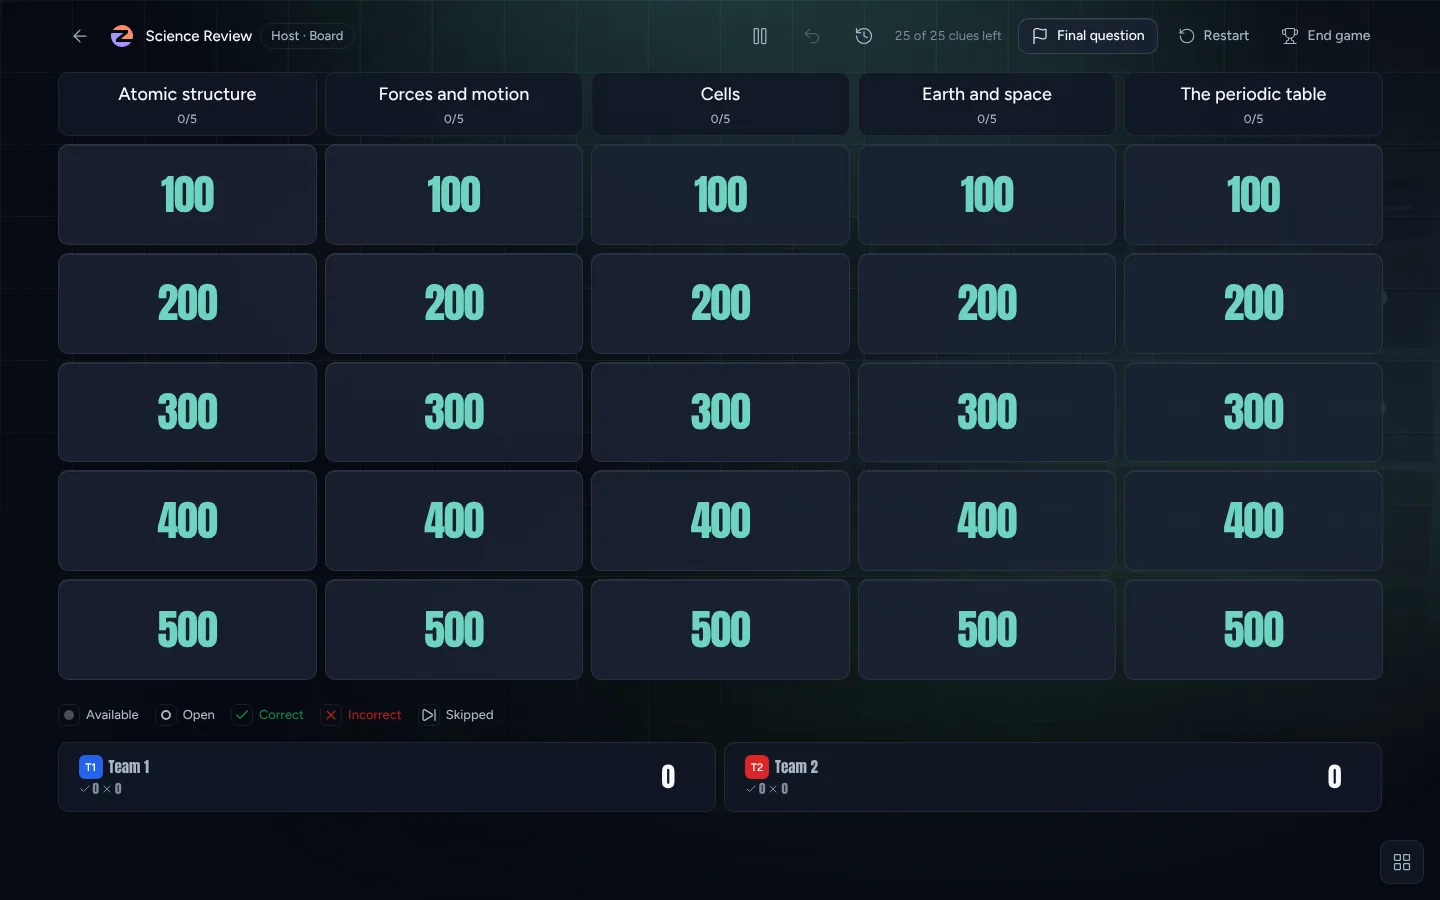 Science Review
Host · Board
25 of 25 clues left
Final question
Restart
End game
Atomic structure
0/5
Forces and motion
0/5
Cells
0/5
Earth and space
0/5
The periodic table
0/5
100 100 100 100 100
200 200 200 200 200
300 300 300 300 300
400 400 400 400 400
500 500 500 500 500
Available
Open
Correct
Incorrect
Skipped
T1 Team 1
✓ 0 × 0
0
T2 Team 2
✓ 0 × 0
0